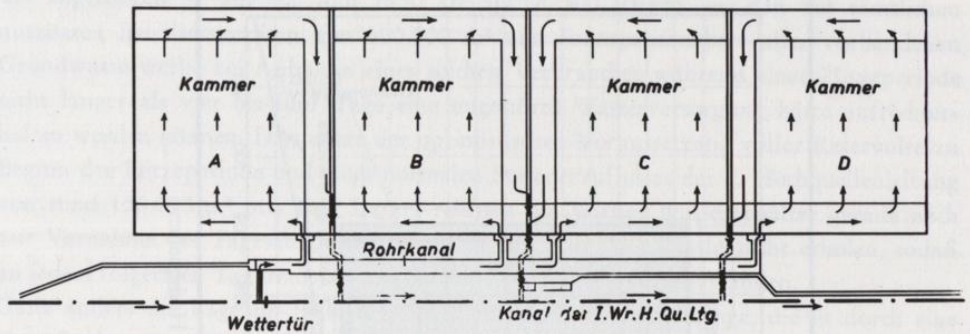 Kammer Kammer Kammer Kammer
A B C D
Rohrkanal
Wettertür
Kanal der I.Wr.H.Qu.Ltg.